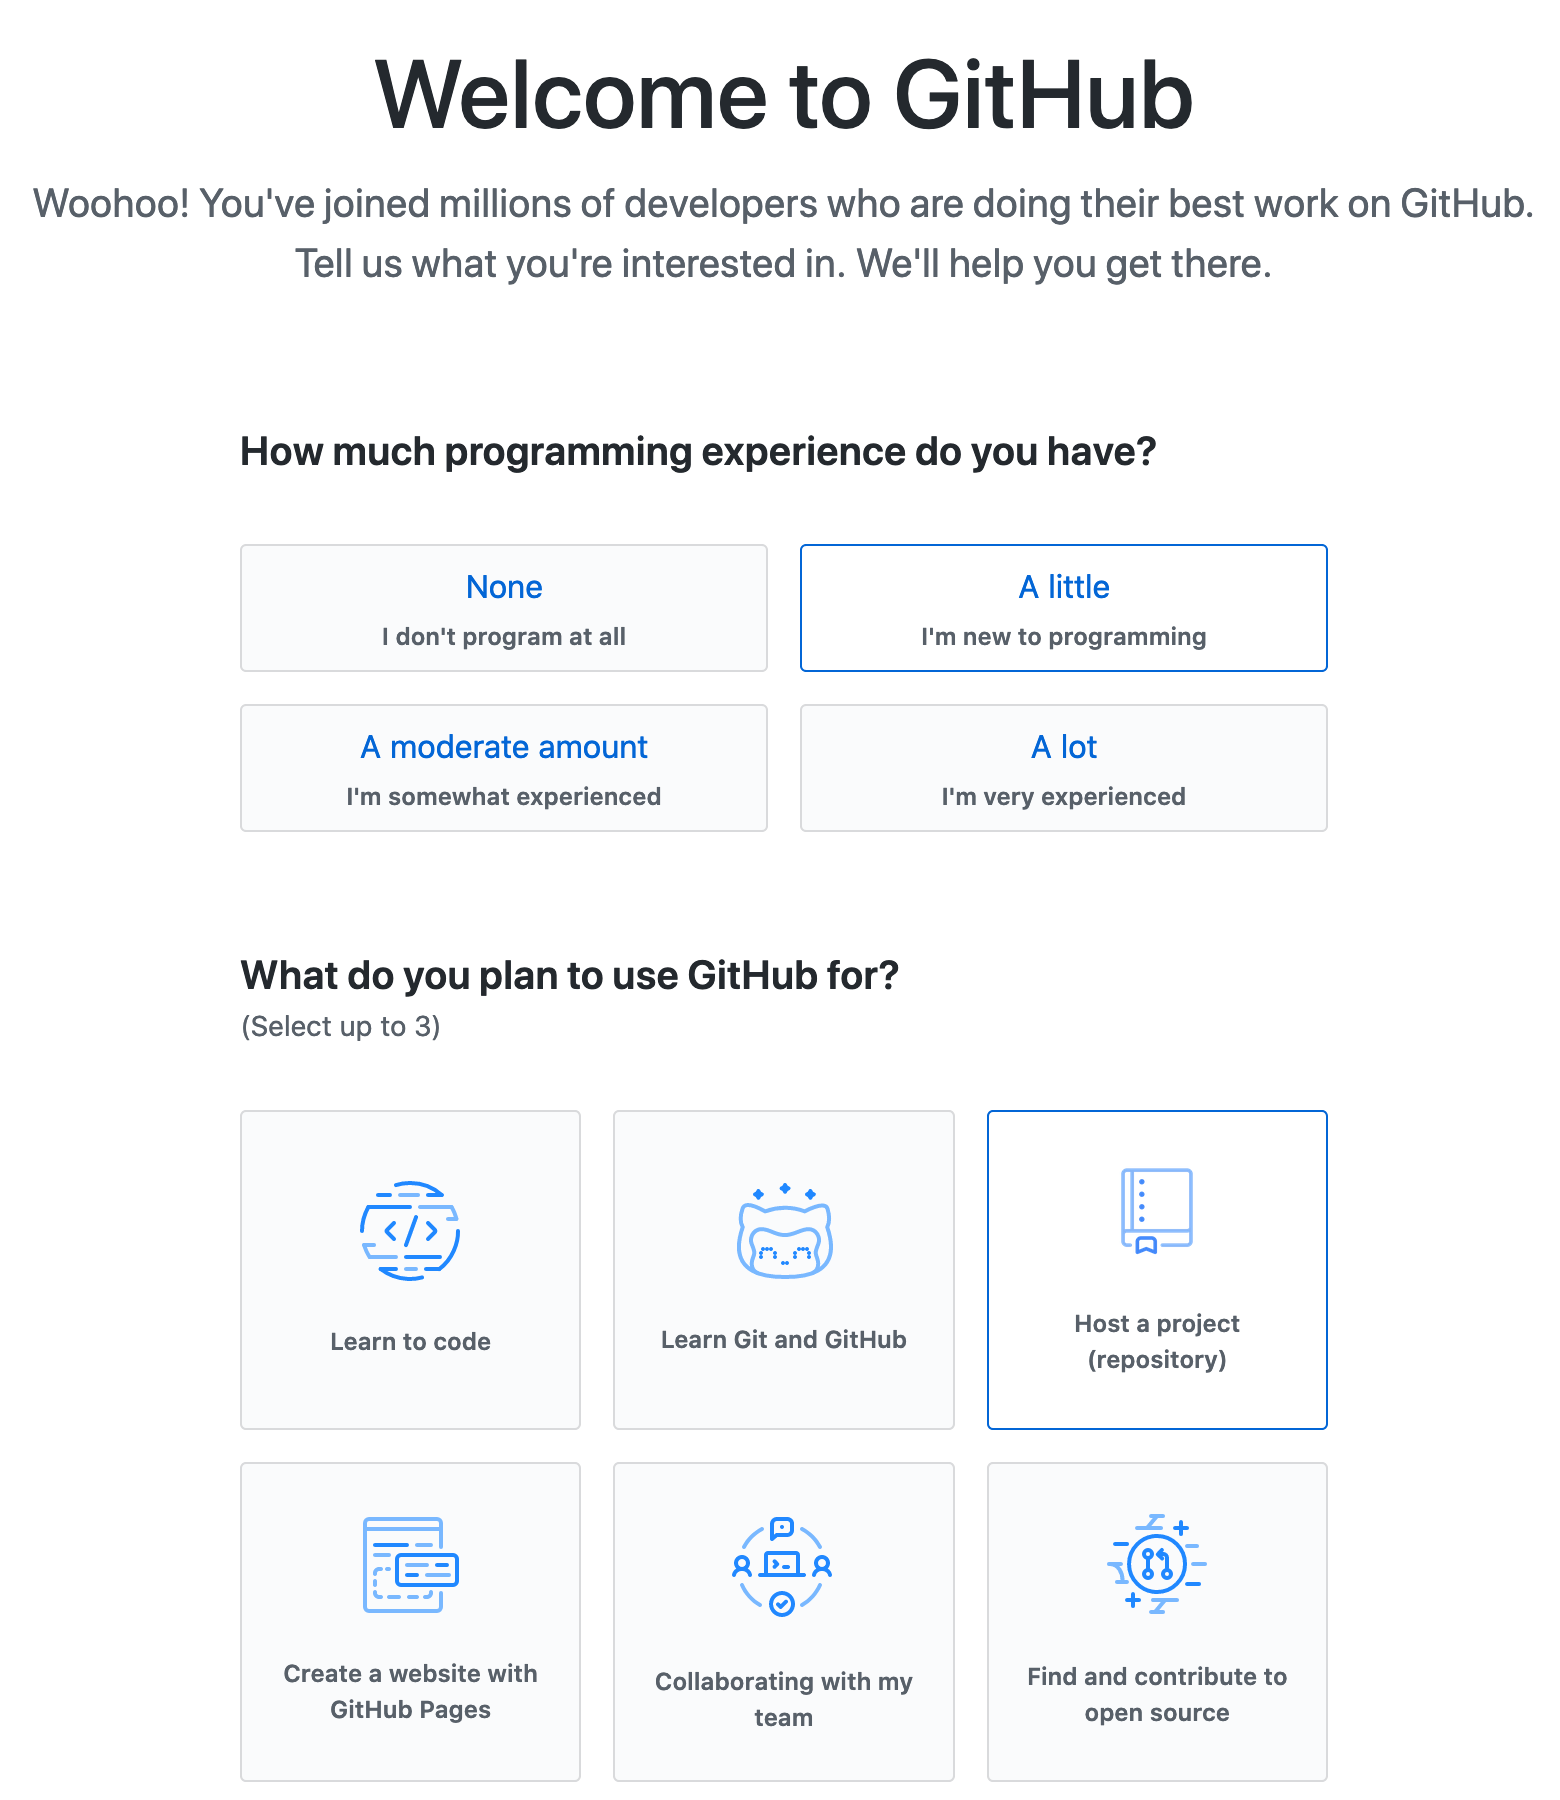 Welcome to GitHub
Woohoo! You've joined millions of developers who are doing their best work on GitHub.
Tell us what you're interested in. We'll help you get there.
How much programming experience do you have?
None
I don't program at all
A little
I'm new to programming
A moderate amount
I'm somewhat experienced
A lot
I'm very experienced
What do you plan to use GitHub for?
(Select up to 3)
Learn to code
Learn Git and GitHub
Host a project
(repository)
Create a website with
GitHub Pages
Collaborating with my
team
Find and contribute to
open source